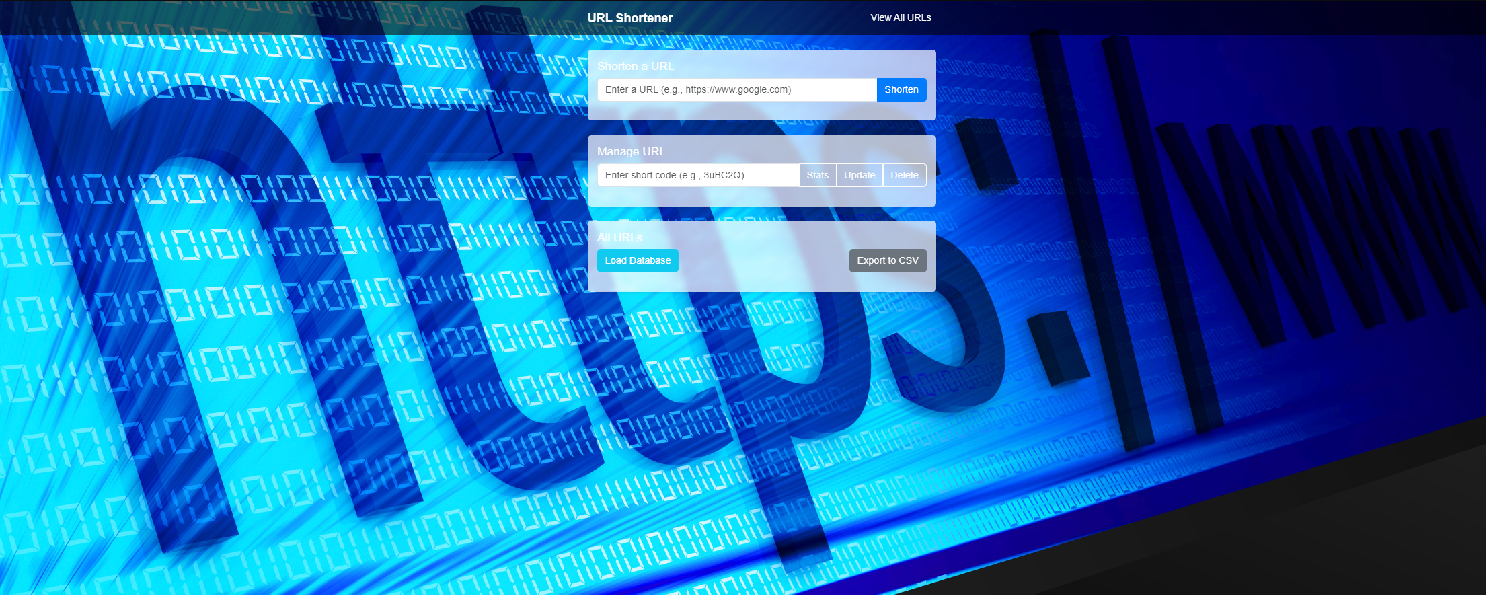 URL Shortener
View All URLs
Shorten a URL
Enter a URL (e.g., https://www.google.com)
Shorten
Manage URL
Enter short code (e.g., 3uBC2O)
Stats
Update
Delete
All URLs
Load Database
Export to CSV
https://www